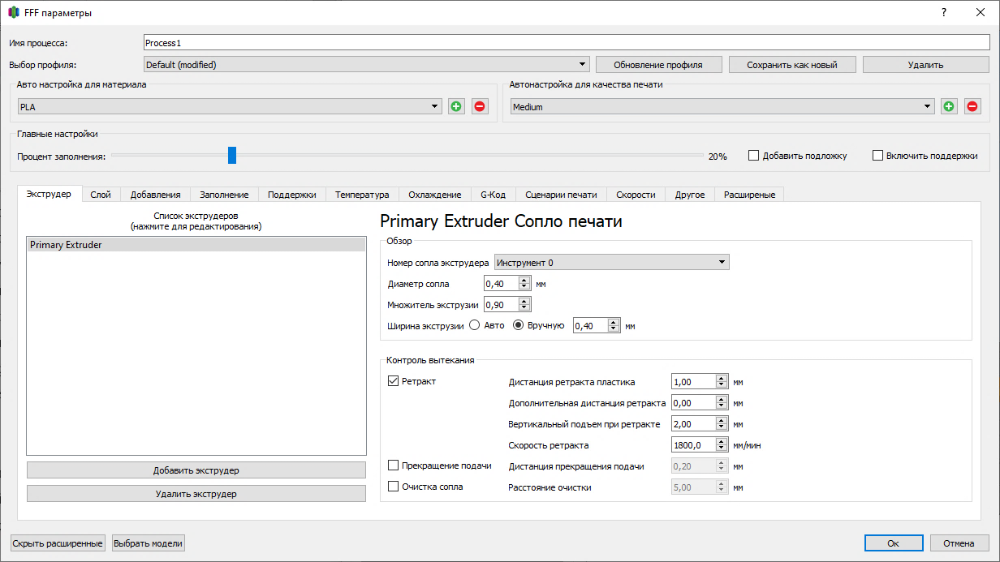 FFF параметры
?
Имя процесса: Process1
Выбор профиля: Default (modified) Обновление профиля Сохранить как новый Удалить
Авто настройка для материала Автонастройка для качества печати
PLA Medium
Главные настройки
Процент заполнения: 20% Добавить подложку Включить поддержки
Экструдер Слой Добавления Заполнение Поддержки Температура Охлаждение G-Код Сценарии печати Скорости Другое Расширеные
Список экструдеров
(нажмите для редактирования)
Primary Extruder
Добавить экструдер
Удалить экструдер
Primary Extruder Сопло печати
Обзор
Номер сопла экструдера Инструмент 0
Диаметр сопла 0,40 мм
Множитель экструзии 0,90
Ширина экструзии Авто Вручную 0,40 мм
Контроль вытекания
Ретракт Дистанция ретракта пластика 1,00 мм
Дополнительная дистанция ретракта 0,00 мм
Вертикальный подъем при ретракте 2,00 мм
Скорость ретракта 1800,0 мм/мин
Прекращение подачи Дистанция прекращения подачи 0,20 мм
Очистка сопла Расстояние очистки 5,00 мм
Скрыть расширенные Выбрать модели Ок Отмена